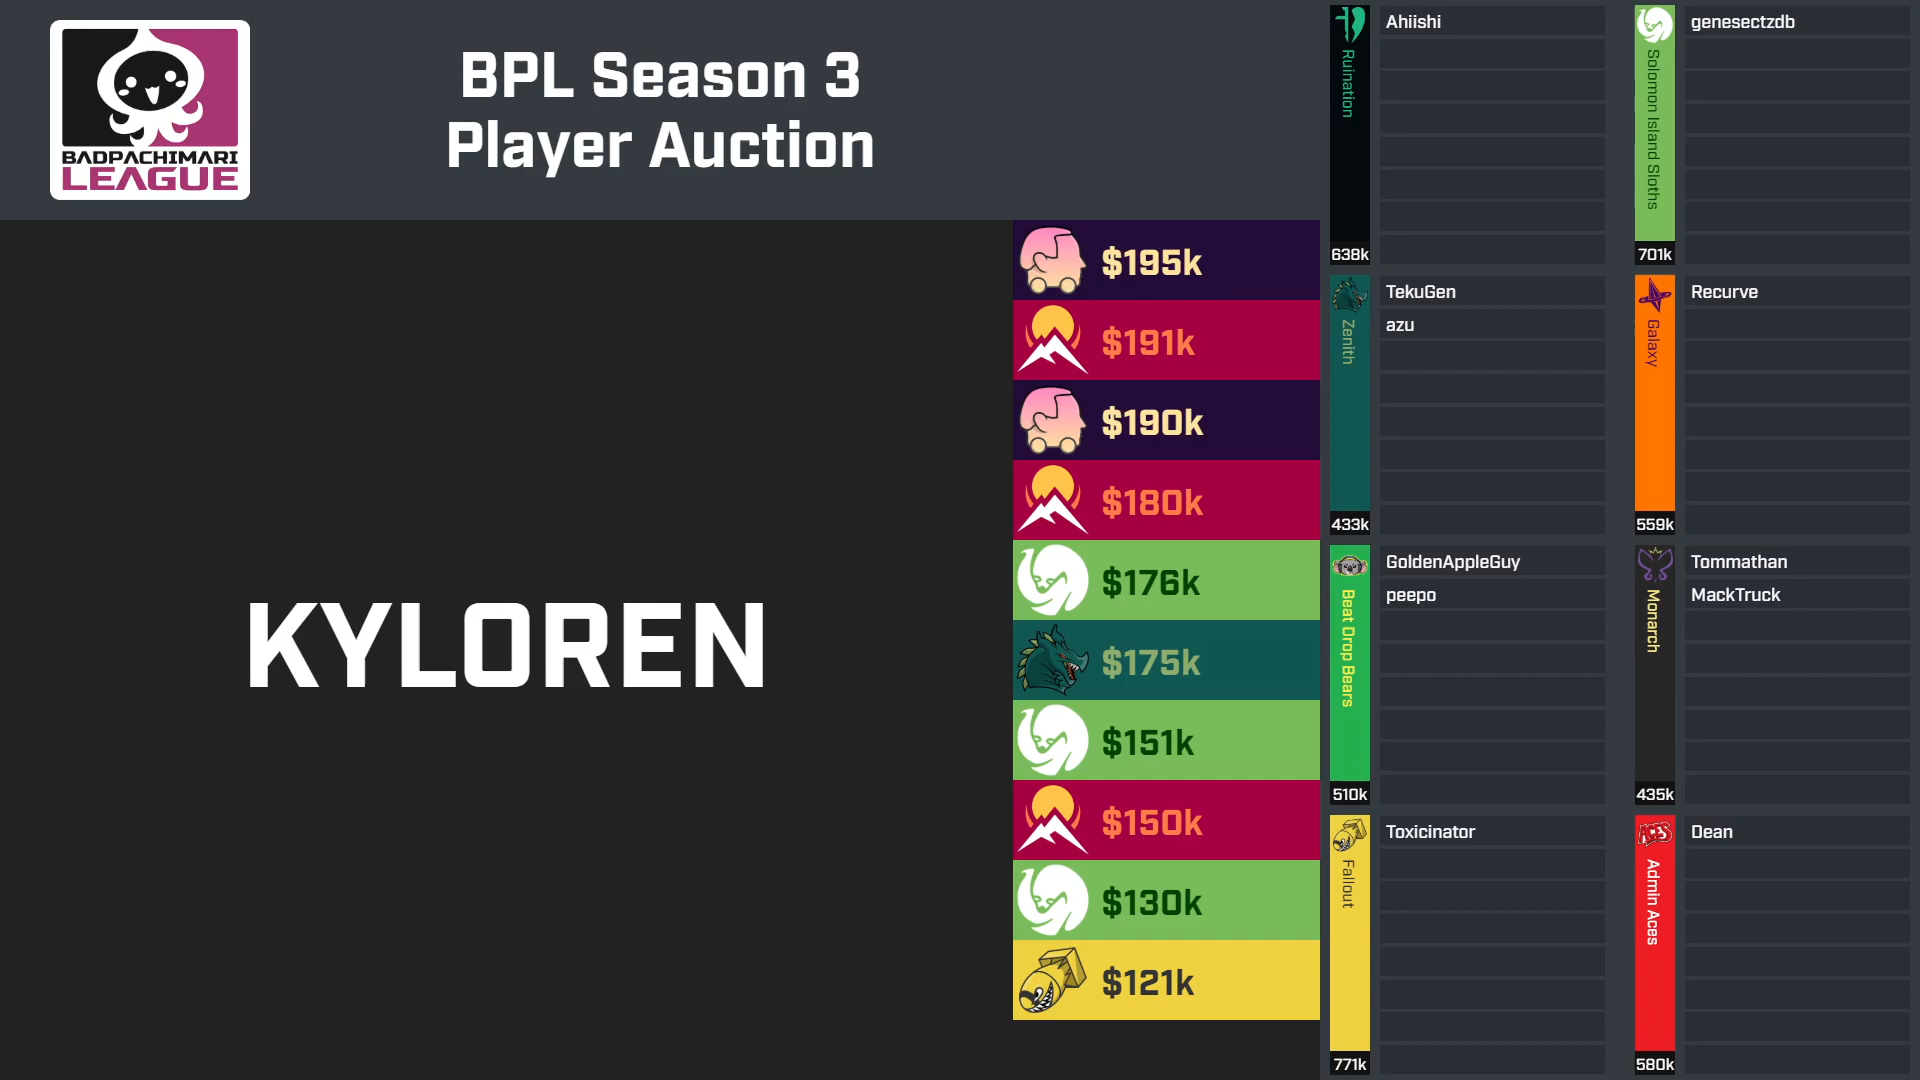 BADPACHIMARI
LEAGUE
BPL Season 3
Player Auction
KYLOREN
$195k
$191k
$190k
$180k
$176k
$175k
$151k
$150k
$130k
$121k
Ruination
638k
Ahiishi
Solomon Island Sloths
701k
genesectzdb
Zenith
433k
TekuGen
azu
Galaxy
559k
Recurve
Beat Drop Bears
510k
GoldenAppleGuy
peepo
Monarch
435k
Tommathan
MackTruck
Fallout
771k
Toxicinator
ACES
Admin Aces
580k
Dean